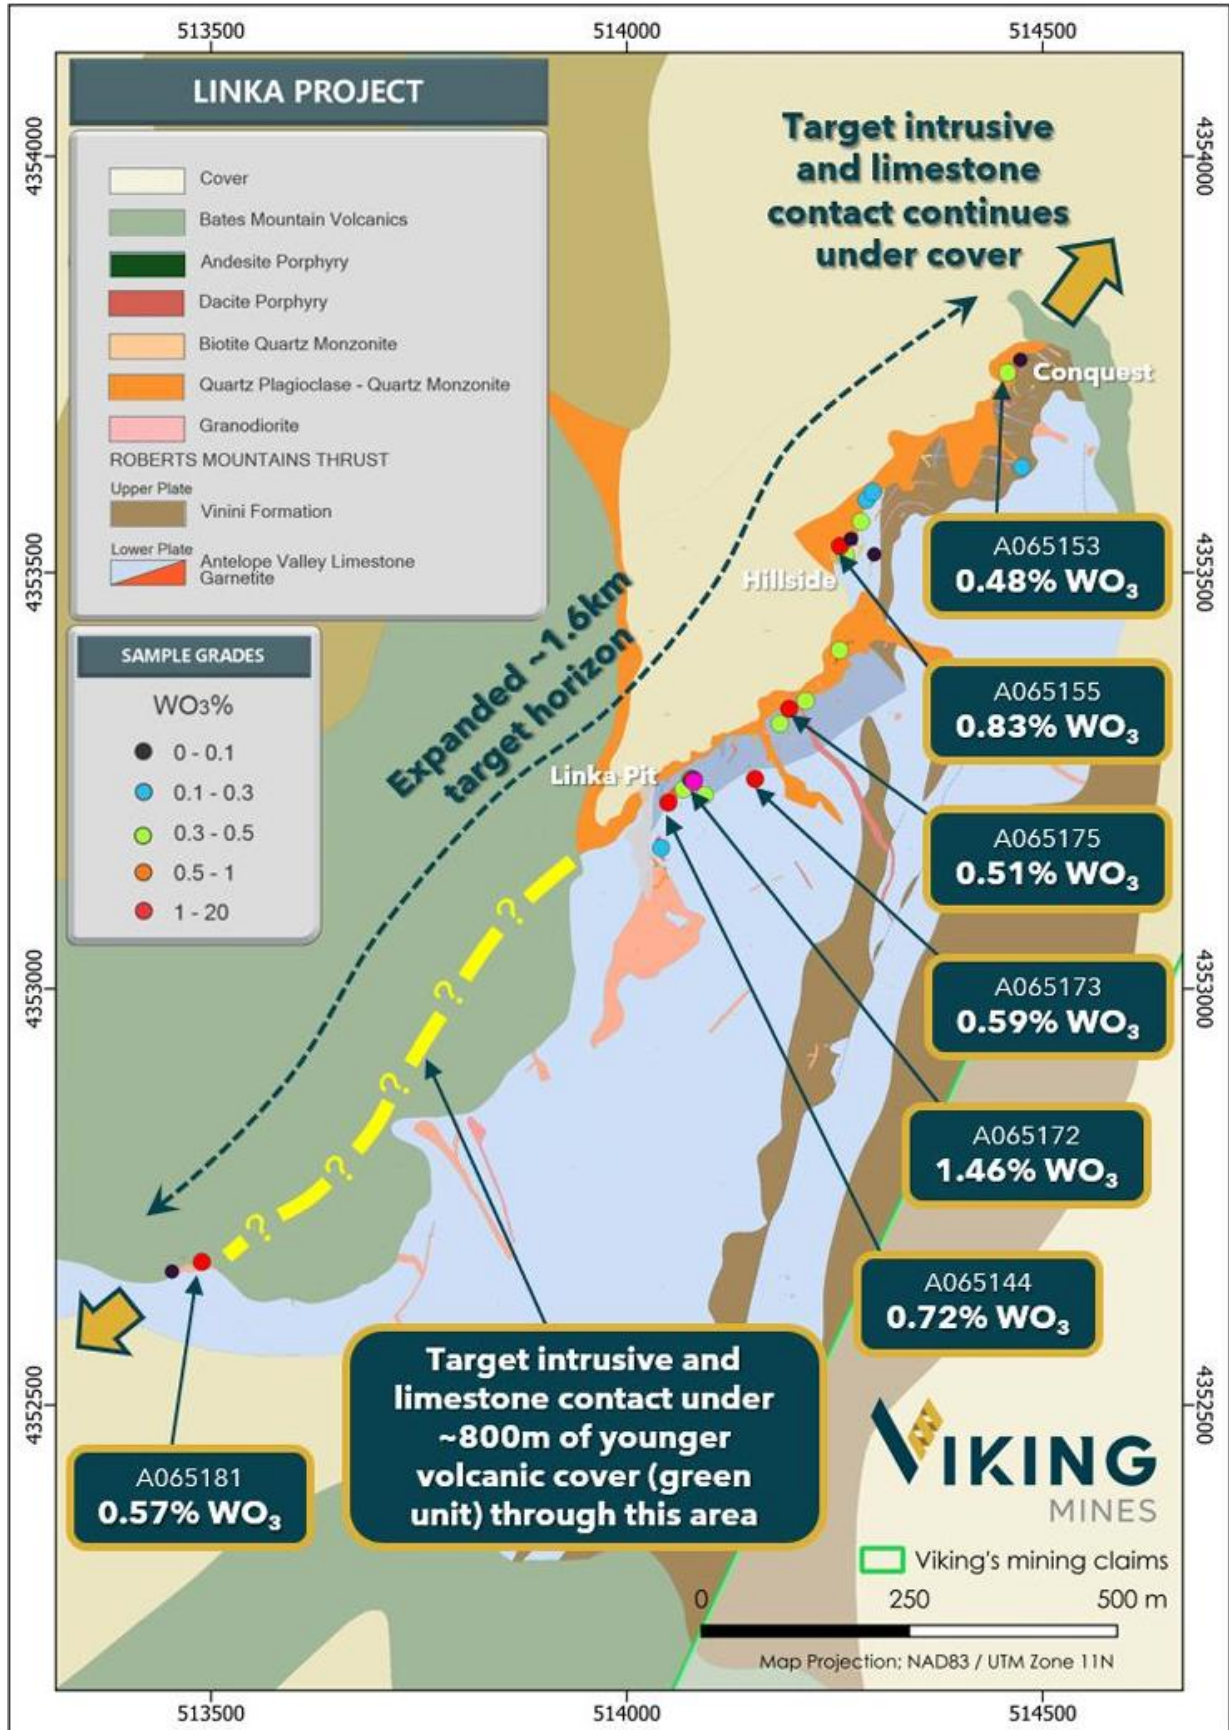 513500
514000
514500
LINKA PROJECT
Cover
Bates Mountain Volcanics
Andesite Porphyry
Dacite Porphyry
Biotite Quartz Monzonite
Quartz Plagioclase - Quartz Monzonite
Granodiorite
ROBERTS MOUNTAINS THRUST
Upper Plate
Vinini Formation
Lower Plate
Antelope Valley Limestone
Garnetite
SAMPLE GRADES
WO3%
0 - 0.1
0.1 - 0.3
0.3 - 0.5
0.5 - 1
1 - 20
4354000
4353500
4353000
4352500
Target intrusive
and limestone
contact continues
under cover
4354000
4353500
4353000
4352500
Conquest
Hillside
Linka Pit
Expanded ~1.6km
target horizon
A065153
0.48% WO₃
A065155
0.83% WO₃
A065175
0.51% WO₃
A065173
0.59% WO₃
A065172
1.46% WO₃
A065144
0.72% WO₃
?
?
?
?
?
A065181
0.57% WO₃
Target intrusive and
limestone contact under
~800m of younger
volcanic cover (green
unit) through this area
VIKING
MINES
Viking's mining claims
0 250 500 m
Map Projection; NAD83 / UTM Zone 11N
513500
514000
514500